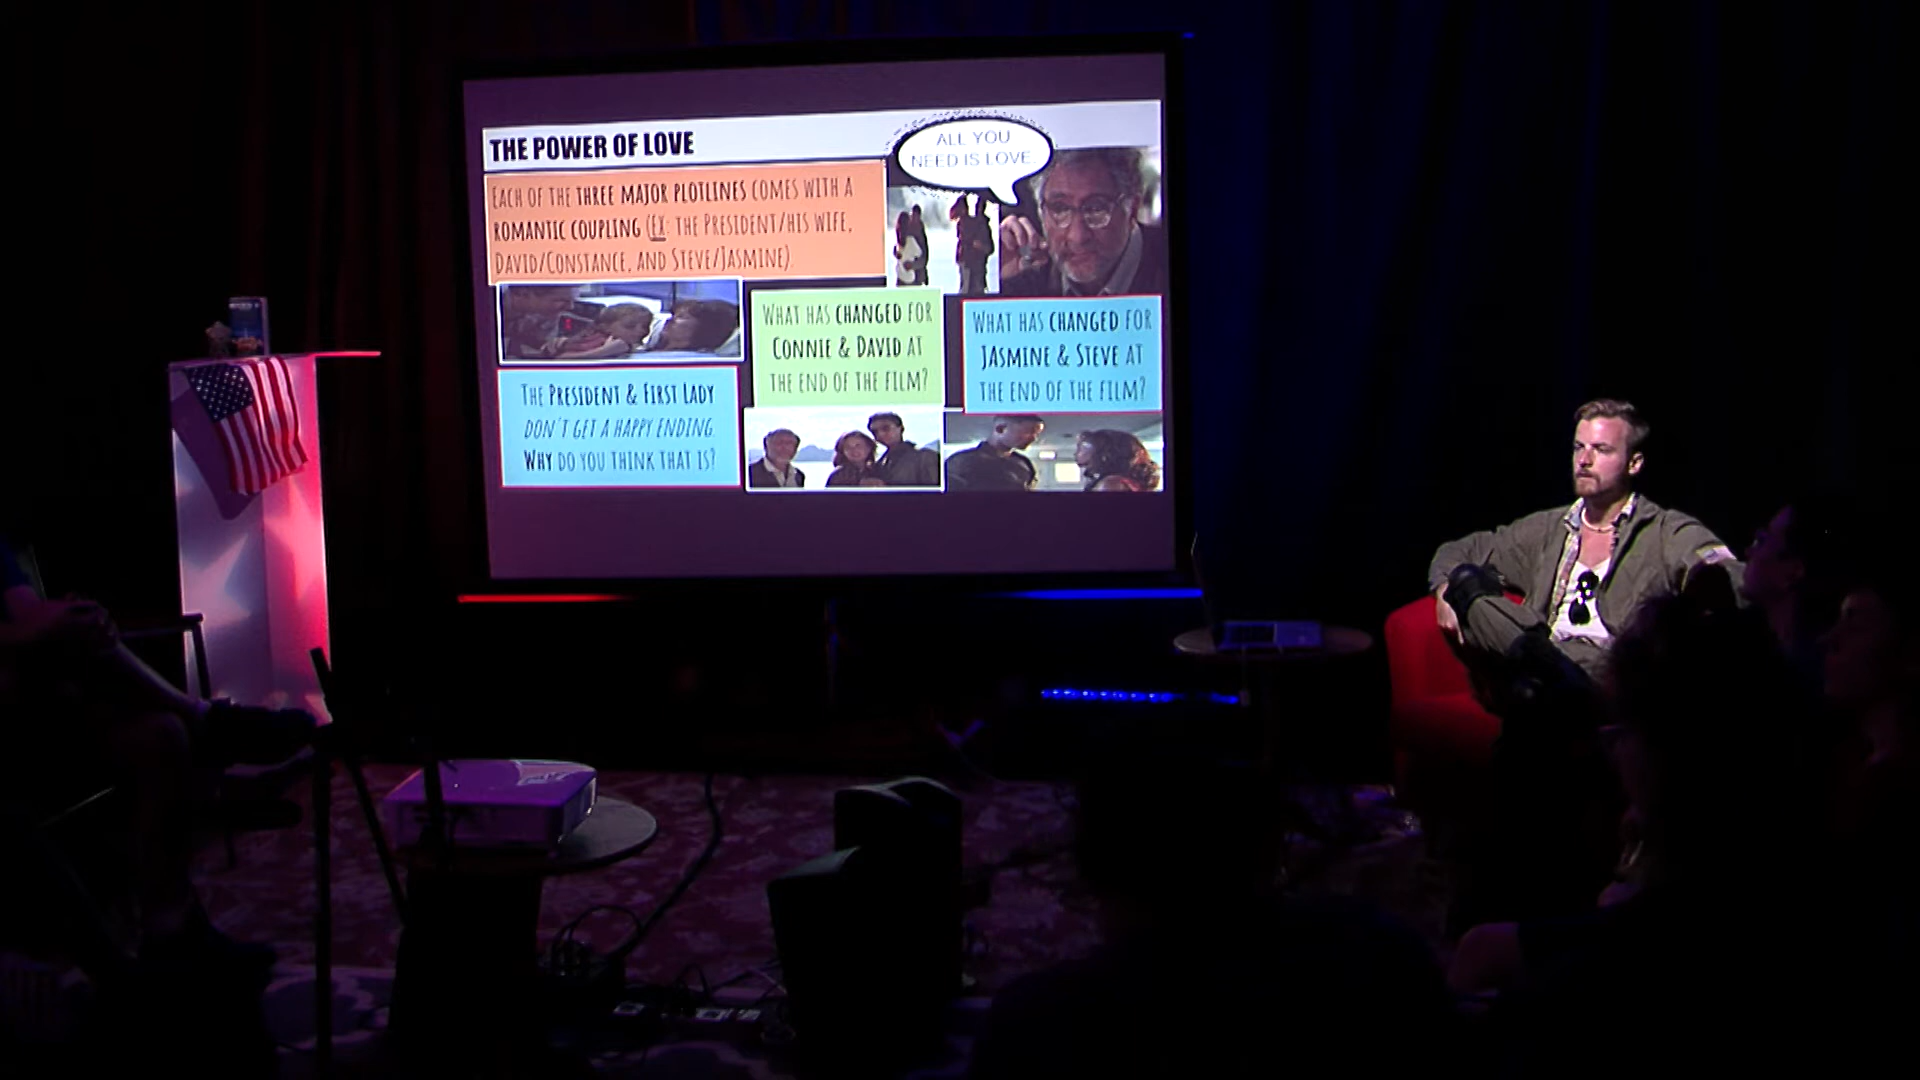 THE POWER OF LOVE
ALL YOU
NEED IS LOVE.
EACH OF THE THREE MAJOR PLOTLINES COMES WITH A
ROMANTIC COUPLING (EX: THE PRESIDENT/HIS WIFE,
DAVID/CONSTANCE, AND STEVE/JASMINE).
WHAT HAS CHANGED FOR
CONNIE & DAVID AT
THE END OF THE FILM?
WHAT HAS CHANGED FOR
JASMINE & STEVE AT
THE END OF THE FILM?
THE PRESIDENT & FIRST LADY
DON'T GET A HAPPY ENDING.
WHY DO YOU THINK THAT IS?